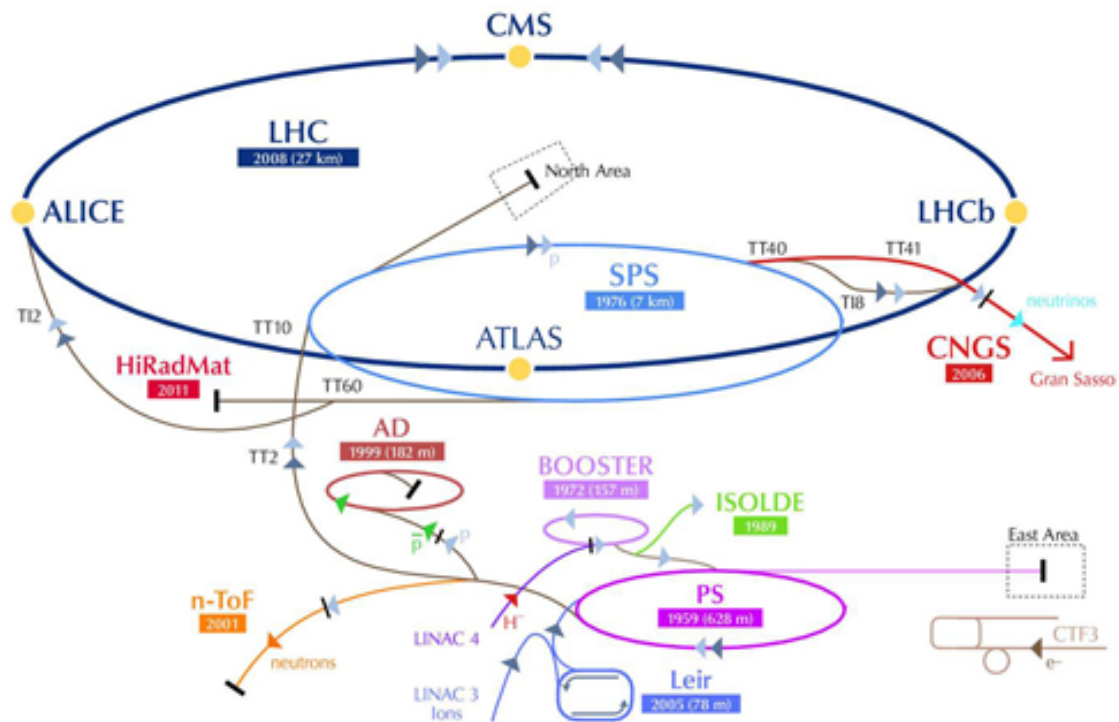 CMS
LHC
2008 (27 km)
North Area
ALICE
LHCb
TT40
TT41
SPS
1976 (7 km)
TI2
TI8
neutrinos
TT10
ATLAS
CNGS
2006
Gran Sasso
HiRadMat
2011
TT60
p
AD
1999 (182 m)
TT2
BOOSTER
1972 (157 m)
ISOLDE
1989
p
p
East Area
n-ToF
2001
PS
1959 (628 m)
LINAC 4
H-
neutrons
CTF3
e-
LINAC 3
Ions
Leir
2005 (78 m)